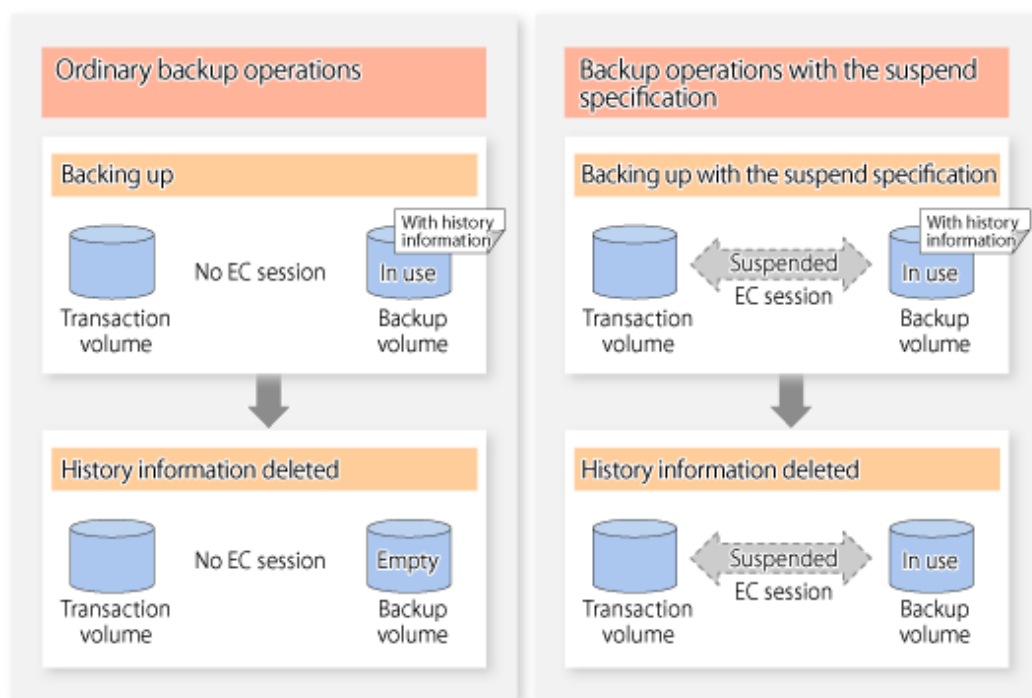 Ordinary backup operations
Backing up
With history
information
No EC session
In use
Transaction
volume
Backup
volume
History information deleted
No EC session
Empty
Transaction
volume
Backup
volume
Backup operations with the suspend
specification
Backing up with the suspend specification
With history
information
Suspended
In use
EC session
Transaction
volume
Backup
volume
History information deleted
Suspended
In use
EC session
Transaction
volume
Backup
volume